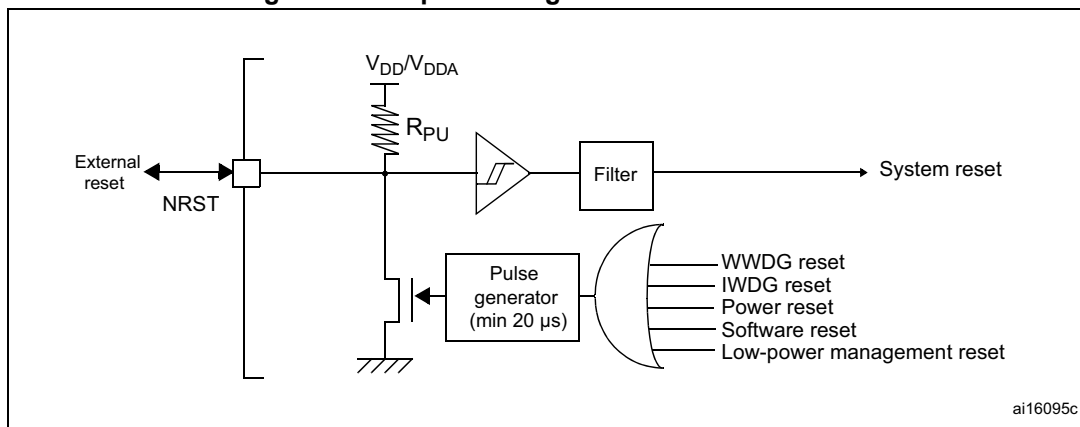 V_DD/V_DDA
R_PU
External
reset
NRST
Filter
System reset
Pulse
generator
(min 20 µs)
WWDG reset
IWDG reset
Power reset
Software reset
Low-power management reset
ai16095c